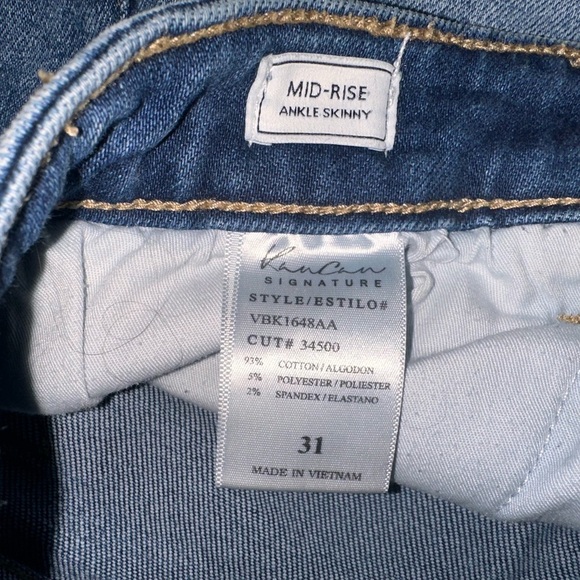 MID-RISE
ANKLE SKINNY
KanCan
SIGNATURE
STYLE/ESTILO#
VBK1648AA
CUT# 34500
93% COTTON/ALGODON
5% POLYESTER/POLIESTER
2% SPANDEX/ELASTANO
31
MADE IN VIETNAM